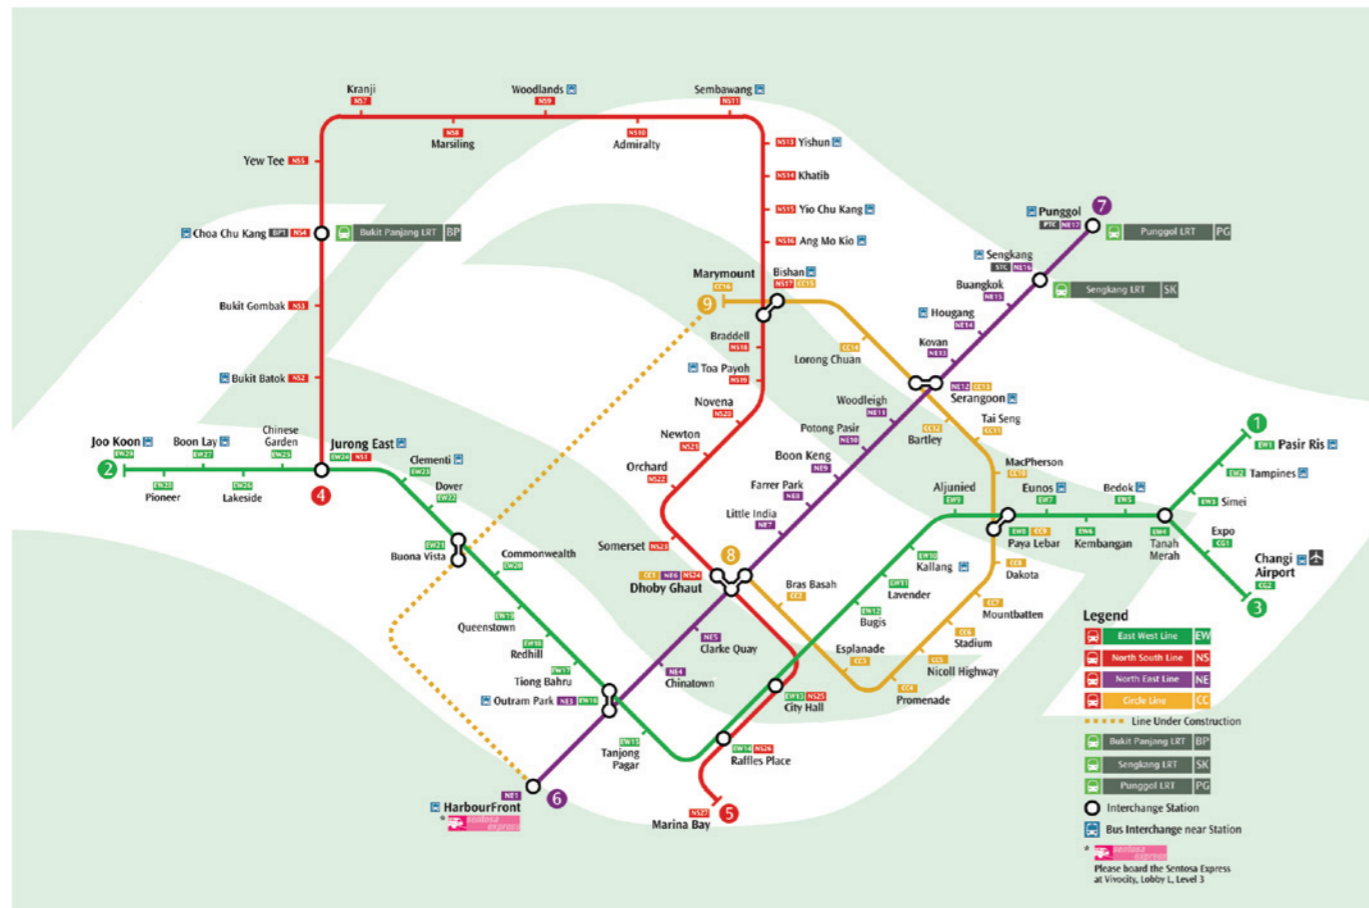 Kranji
NS7
Woodlands
NS9
Sembawang
NS11
NS8
Marsiling
NS10
Admiralty
Yew Tee NS5
NS13 Yishun
NS14 Khatib
NS15 Yio Chu Kang
NS16 Ang Mo Kio
Choa Chu Kang BP1 NS4
Bukit Panjang LRT BP
Punggol 7
PTC NE17
Punggol LRT PG
Sengkang
STC NE16
Sengkang LRT SK
Buangkok
NE15
Hougang
NE14
Kovan
NE13
Marymount
CC16
9
Bishan
NS17 CC15
Bukit Gombak NS3
Braddell
NS18
CC14
Lorong Chuan
Toa Payoh
NS19
Bukit Batok NS2
NE12 CC13
Serangoon
Novena
NS20
Woodleigh
NE11
CC12
Bartley
Tai Seng
CC11
Newton
NS21
Potong Pasir
NE10
Joo Koon
EW29
2
Boon Lay
EW27
Chinese
Garden
EW25
Jurong East
EW24 NS1
4
EW28
Pioneer
EW26
Lakeside
Clementi
EW23
Dover
EW22
Orchard
NS22
Boon Keng
NE9
MacPherson
CC10
1
EW1 Pasir Ris
EW2 Tampines
EW3 Simei
Farrer Park
NE8
Aljunied
EW9
Eunos
EW7
Bedok
EW5
Little India
NE7
EW8 CC9
Paya Lebar
EW6
Kembangan
EW4
Tanah
Merah
Expo
CG1
Changi
Airport
CG2
3
EW21
Buona Vista
Commonwealth
EW20
Somerset NS23
8
CC1 NE6 NS24
Dhoby Ghaut
Bras Basah
CC2
EW10
Kallang
EW11
Lavender
EW12
Bugis
CC8
Dakota
CC7
Mountbatten
CC6
Stadium
CC5
Nicoll Highway
CC4
Promenade
Esplanade
CC3
EW19
Queenstown
EW18
Redhill
EW17
Tiong Bahru
NE5
Clarke Quay
NE4
Chinatown
Outram Park NE3 EW16
EW13 NS25
City Hall
EW15
Tanjong
Pagar
EW14 NS26
Raffles Place
NE1
HarbourFront
6
* sentosa
express
NS27
Marina Bay
5
Legend
East West Line EW
North South Line NS
North East Line NE
Circle Line CC
Line Under Construction
Bukit Panjang LRT BP
Sengkang LRT SK
Punggol LRT PG
Interchange Station
Bus Interchange near Station
* sentosa
express
Please board the Sentosa Express
at Vivocity, Lobby L, Level 3